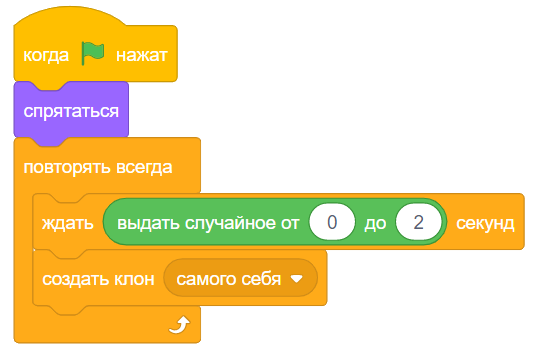 когда нажат
спрятаться
повторять всегда
ждать выдать случайное от 0 до 2 секунд
создать клон самого себя